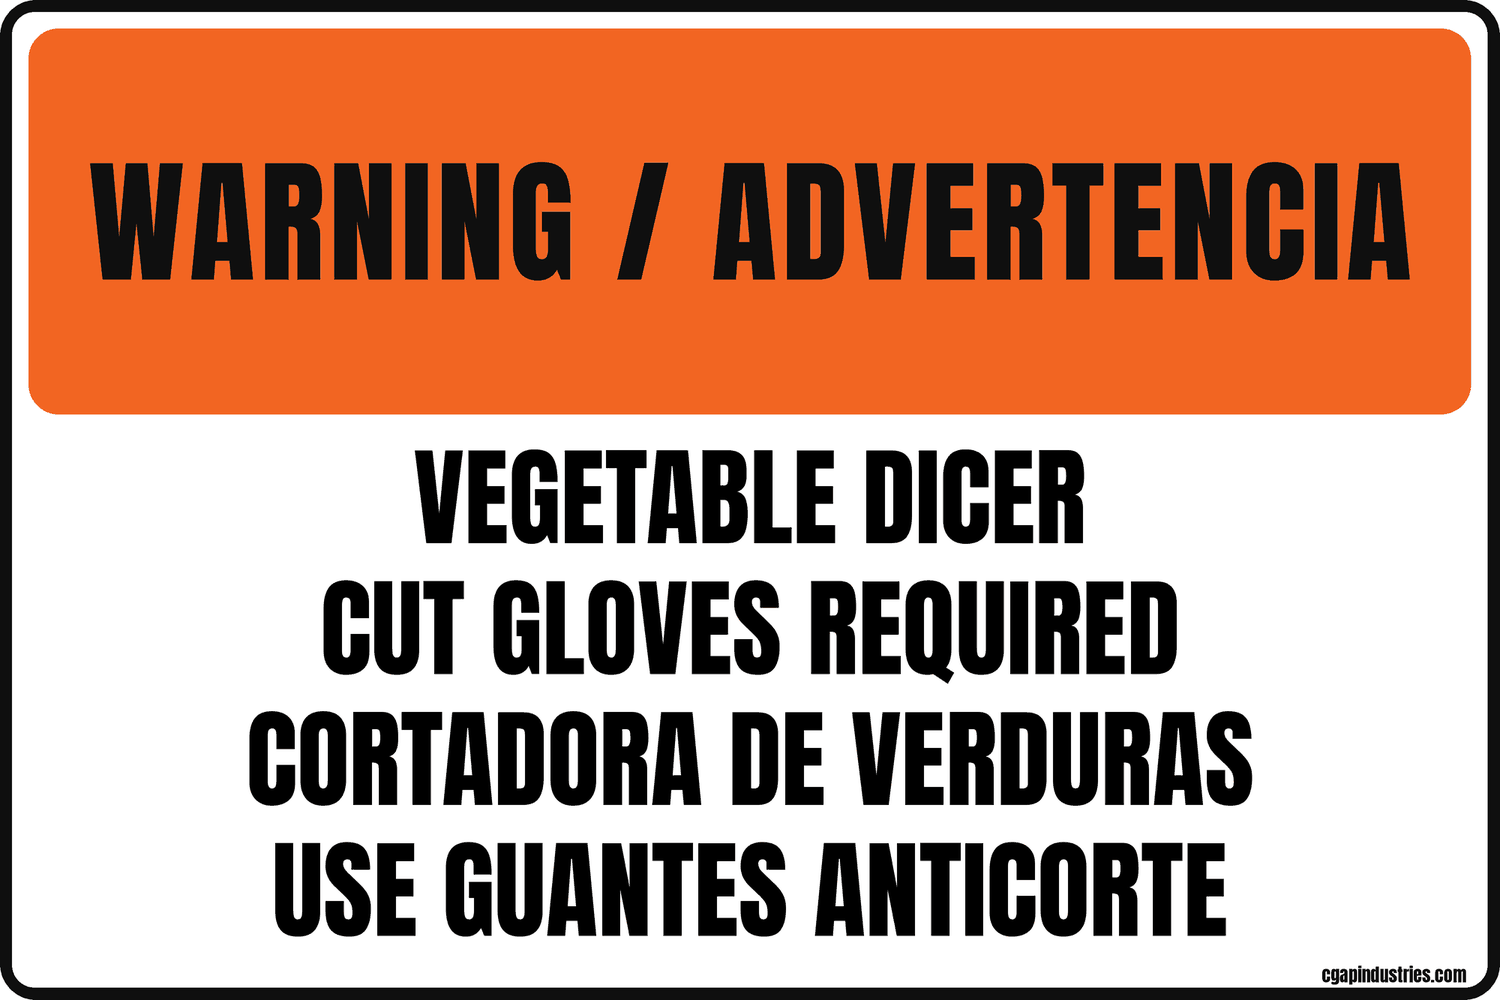 WARNING / ADVERTENCIA
VEGETABLE DICER
CUT GLOVES REQUIRED
CORTADORA DE VERDURAS
USE GUANTES ANTICORTE
cgapindustries.com